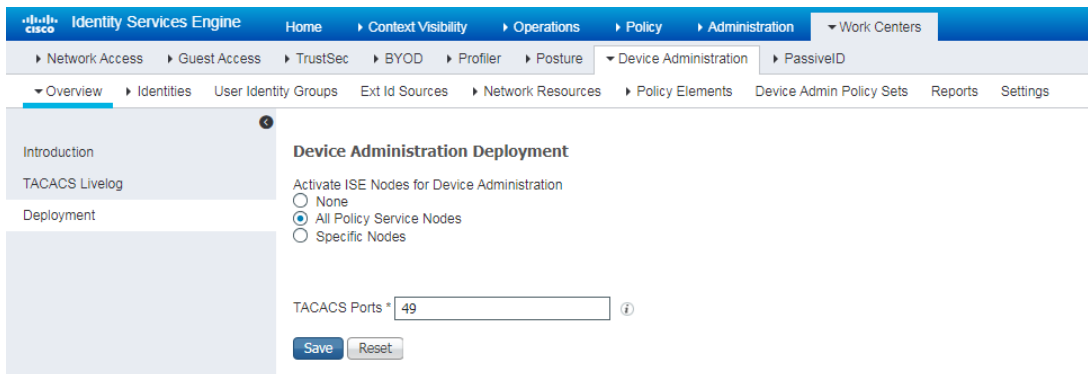 cisco Identity Services Engine Home Context Visibility Operations Policy Administration Work Centers
Network Access Guest Access TrustSec BYOD Profiler Posture Device Administration PassiveID
Overview Identities User Identity Groups Ext Id Sources Network Resources Policy Elements Device Admin Policy Sets Reports Settings
Introduction
TACACS Livelog
Deployment
Device Administration Deployment
Activate ISE Nodes for Device Administration
None
All Policy Service Nodes
Specific Nodes
TACACS Ports * 49
Save Reset